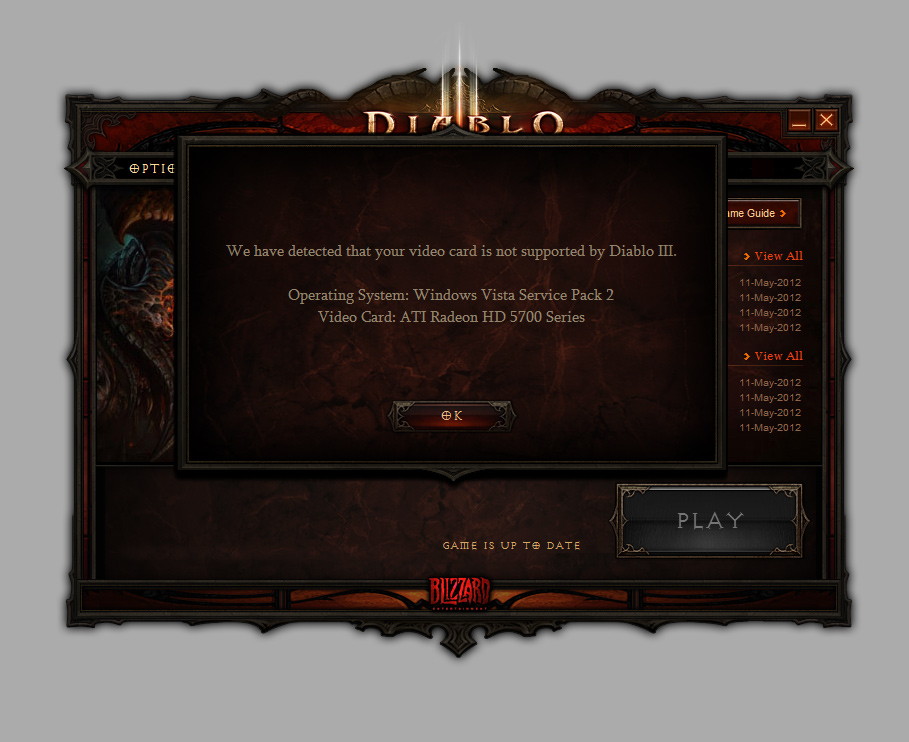 DIABLO
OPTIO
We have detected that your video card is not supported by Diablo III.
Operating System: Windows Vista Service Pack 2
Video Card: ATI Radeon HD 5700 Series
OK
ame Guide
View All
11-May-2012
11-May-2012
11-May-2012
11-May-2012
View All
11-May-2012
11-May-2012
11-May-2012
11-May-2012
GAME IS UP TO DATE
PLAY
BLIZZARD
ENTERTAINMENT